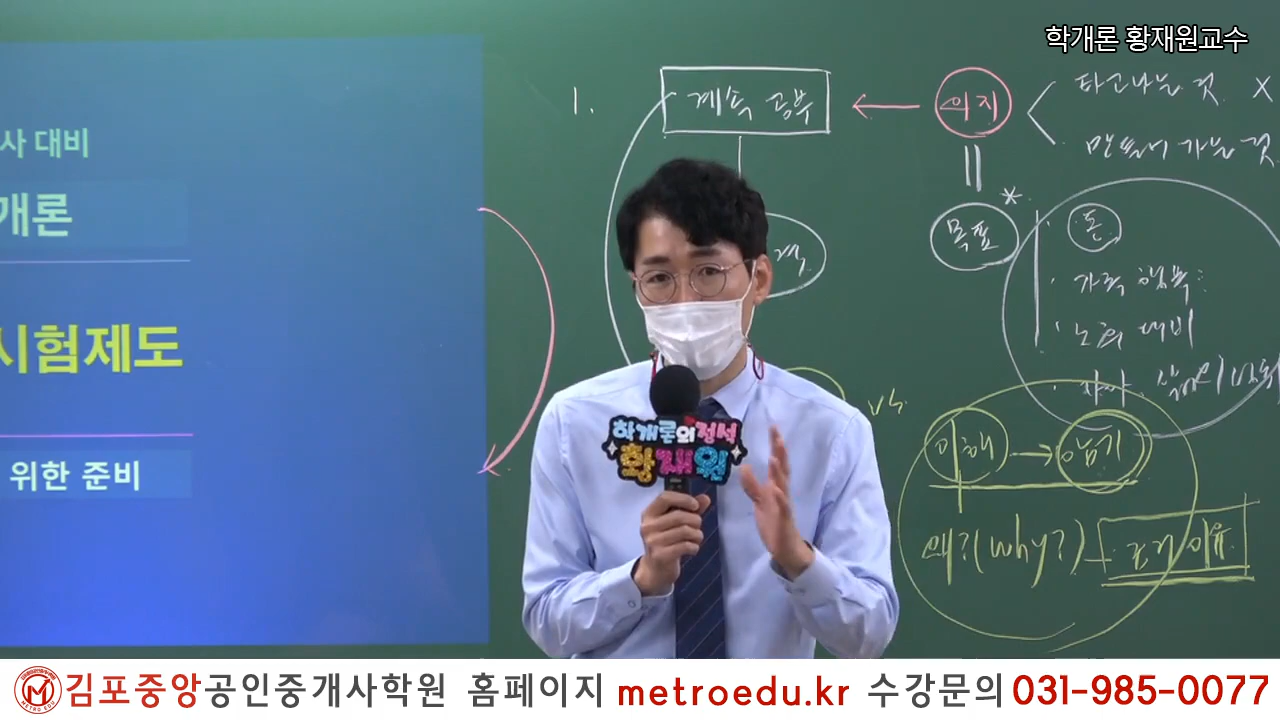 학개론 황재원교수
사 대비
개론
시험제도
위한 준비
1. 계속 공부 ← 의지 < 타고나는 것 X
만들어 가는 것
목표 *
돈
· 가족 행복
· 노후 대비
vs
이해 → 암기
왜?(why?)
학개론의정석
황재원
METRO EDU
김포중앙공인중개사학원 홈페이지 metroedu.kr 수강문의 031-985-0077